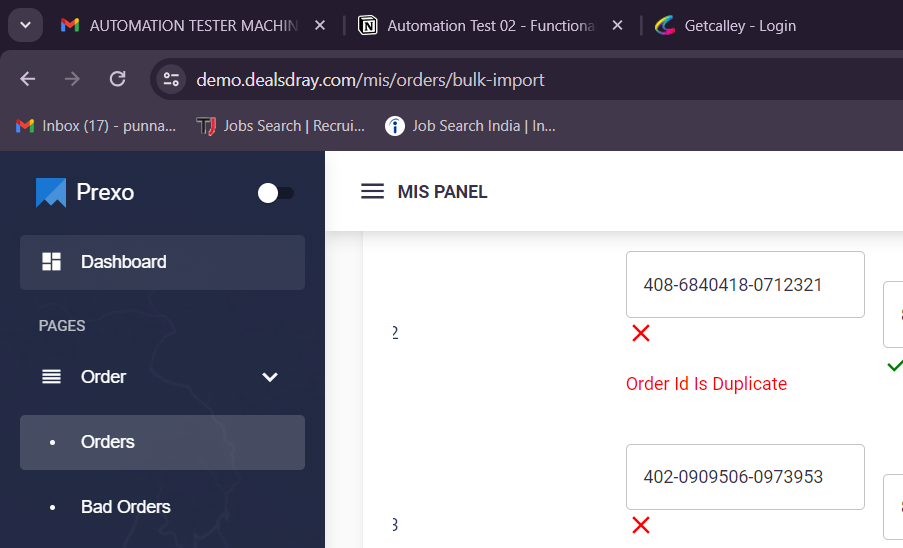 AUTOMATION TESTER MACHIN
Automation Test 02 - Functiona
Getcalley - Login
demo.dealsdray.com/mis/orders/bulk-import
Inbox (17) - punna...
Jobs Search | Recrui...
Job Search India | In...
Prexo
MIS PANEL
Dashboard
PAGES
Order
Orders
Bad Orders
408-6840418-0712321
2
Order Id Is Duplicate
402-0909506-0973953
3